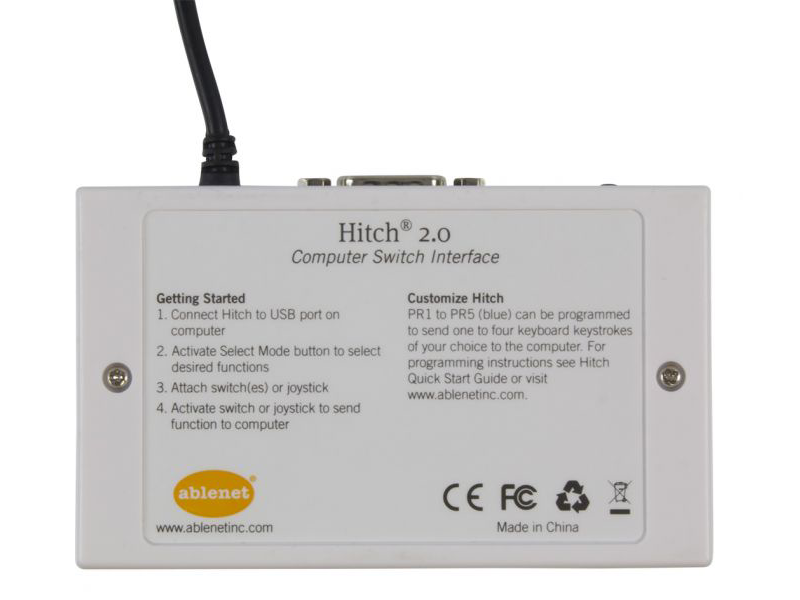 Hitch® 2.0
Computer Switch Interface
Getting Started
1. Connect Hitch to USB port on
computer
2. Activate Select Mode button to select
desired functions
3. Attach switch(es) or joystick
4. Activate switch or joystick to send
function to computer
Customize Hitch
PR1 to PR5 (blue) can be programmed
to send one to four keyboard keystrokes
of your choice to the computer. For
programming instructions see Hitch
Quick Start Guide or visit
www.ablenetinc.com.
ablenet®
www.ablenetinc.com
CE FC
Made in China